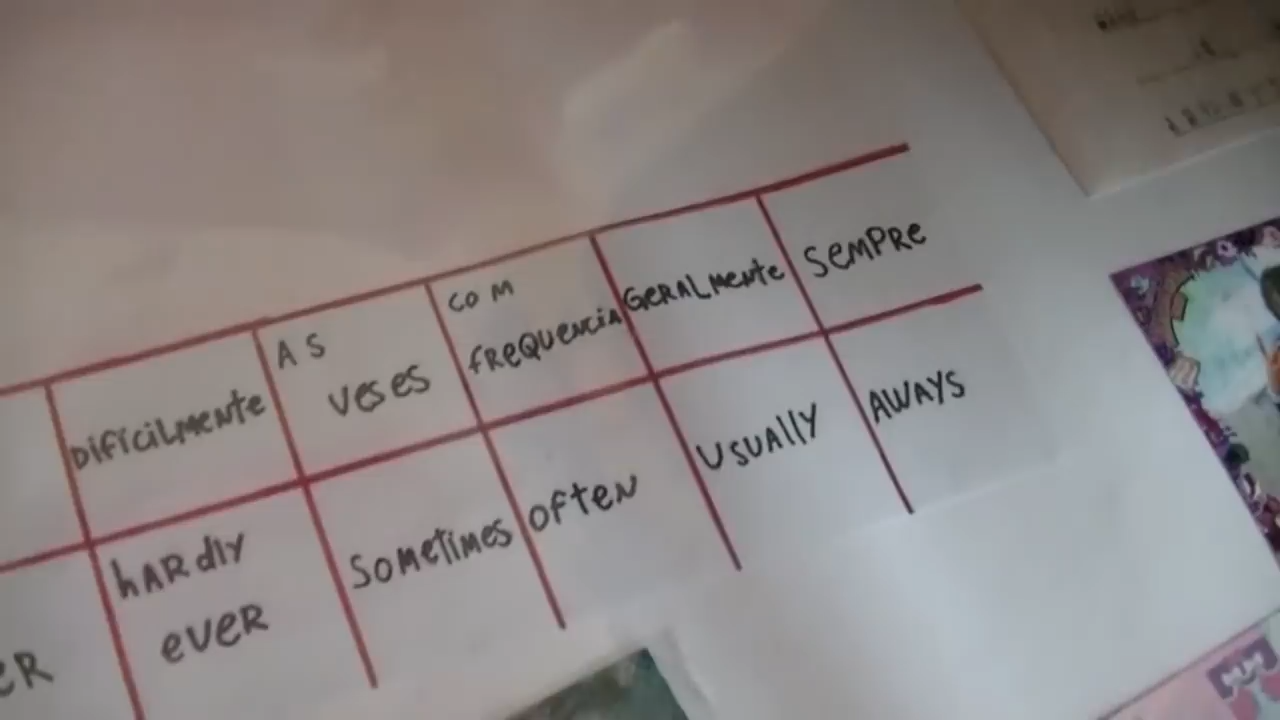 DifiCilMENte
AS
VESES
COM
fREQUENCIA
GERALMENte
SEMPRE
hARdlY
EVER
SOMETIMES
OftEN
USUAllY
AWAYS